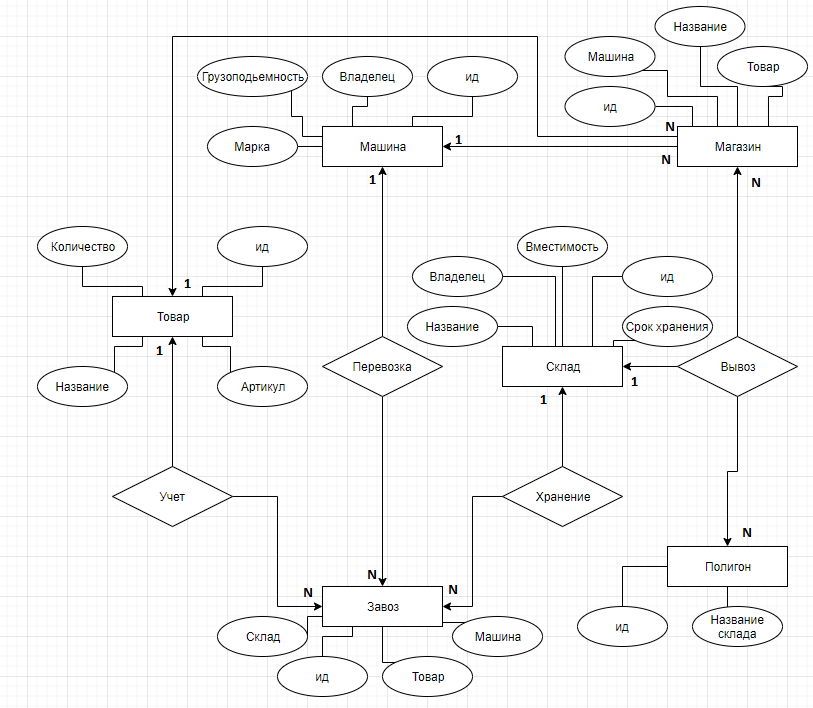 Название
Машина
Товар
ид
Грузоподъемность
Владелец
ид
Марка
Машина
1
N
N
Магазин
1
N
Количество
ид
1
Товар
1
Название
Артикул
Перевозка
Вместимость
Владелец
ид
Название
Срок хранения
Склад
1
1
Вывоз
Учет
Хранение
N
N
N
N
Завоз
Склад
ид
Товар
Машина
Полигон
ид
Название
склада